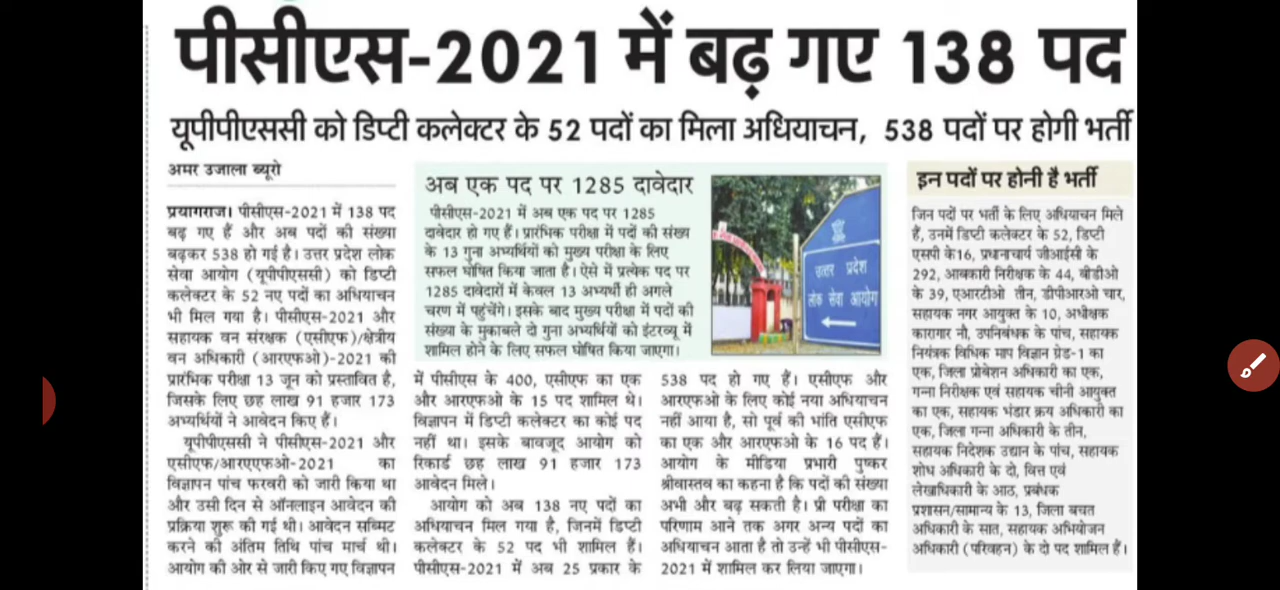 पीसीएस-2021 में बढ़ गए 138 पद
यूपीपीएससी को डिप्टी कलेक्टर के 52 पदों का मिला अधियाचन, 538 पदों पर होगी भर्ती
अमर उजाला ब्यूरो
प्रयागराज। पीसीएस-2021 में 138 पद
बढ़ गए हैं और अब पदों की संख्या
बढ़कर 538 हो गई है। उत्तर प्रदेश लोक
सेवा आयोग (यूपीपीएससी) को डिप्टी
कलेक्टर के 52 नए पदों का अधियाचन
भी मिल गया है। पीसीएस-2021 और
सहायक वन संरक्षक (एसीएफ)/क्षेत्रीय
वन अधिकारी (आरएफओ)-2021 की
प्रारंभिक परीक्षा 13 जून को प्रस्तावित है,
जिसके लिए छह लाख 91 हजार 173
अभ्यर्थियों ने आवेदन किए हैं।
यूपीपीएससी ने पीसीएस-2021 और
एसीएफ/आरएएफओ-2021 का
विज्ञापन पांच फरवरी को जारी किया था
और उसी दिन से ऑनलाइन आवेदन की
प्रक्रिया शुरू की गई थी। आवेदन सब्मिट
करने की अंतिम तिथि पांच मार्च थी।
आयोग की ओर से जारी किए गए विज्ञापन
अब एक पद पर 1285 दावेदार
पीसीएस-2021 में अब एक पद पर 1285
दावेदार हो गए हैं। प्रारंभिक परीक्षा में पदों की संख्य
के 13 गुना अभ्यर्थियों को मुख्य परीक्षा के लिए
सफल घोषित किया जाता है। ऐसे में प्रत्येक पद पर
1285 दावेदारों में केवल 13 अभ्यर्थी ही अगले
चरण में पहुंचेंगे। इसके बाद मुख्य परीक्षा में पदों की
संख्या के मुकाबले दो गुना अभ्यर्थियों को इंटरव्यू में
शामिल होने के लिए सफल घोषित किया जाएगा।
उत्तर प्रदेश
लोक सेवा आयोग
में पीसीएस के 400, एसीएफ का एक
और आरएफओ के 15 पद शामिल थे।
विज्ञापन में डिप्टी कलेक्टर का कोई पद
नहीं था। इसके बावजूद आयोग को
रिकार्ड छह लाख 91 हजार 173
आवेदन मिले।
आयोग को अब 138 नए पदों का
अधियाचन मिल गया है, जिनमें डिप्टी
कलेक्टर के 52 पद भी शामिल हैं।
पीसीएस-2021 में अब 25 प्रकार के
538 पद हो गए हैं। एसीएफ और
आरएफओ के लिए कोई नया अधियाचन
नहीं आया है, सो पूर्व की भांति एसीएफ
का एक और आरएफओ के 16 पद हैं।
आयोग के मीडिया प्रभारी पुष्कर
श्रीवास्तव का कहना है कि पदों की संख्या
अभी और बढ़ सकती है। प्री परीक्षा का
परिणाम आने तक अगर अन्य पदों का
अधियाचन आता है तो उन्हें भी पीसीएस-
2021 में शामिल कर लिया जाएगा।
इन पदों पर होनी है भर्ती
जिन पदों पर भर्ती के लिए अधियाचन मिले
हैं, उनमें डिप्टी कलेक्टर के 52, डिप्टी
एसपी के16, प्रधानाचार्य जीआईसी के
292, आबकारी निरीक्षक के 44, बीडीओ
के 39, एआरटीओ तीन, डीपीआरओ चार,
सहायक नगर आयुक्त के 10, अधीक्षक
कारागार नौ, उपनिबंधक के पांच, सहायक
नियंत्रक विधिक माप विज्ञान ग्रेड-1 का
एक, जिला प्रोबेशन अधिकारी का एक,
गन्ना निरीक्षक एवं सहायक चीनी आयुक्त
का एक, सहायक भंडार क्रय अधिकारी का
एक, जिला गन्ना अधिकारी के तीन,
सहायक निदेशक उद्यान के पांच, सहायक
शोध अधिकारी के दो, वित्त एवं
लेखाधिकारी के आठ, प्रबंधक
प्रशासन/सामान्य के 13, जिला बचत
अधिकारी के सात, सहायक अभियोजन
अधिकारी (परिवहन) के दो पद शामिल हैं।